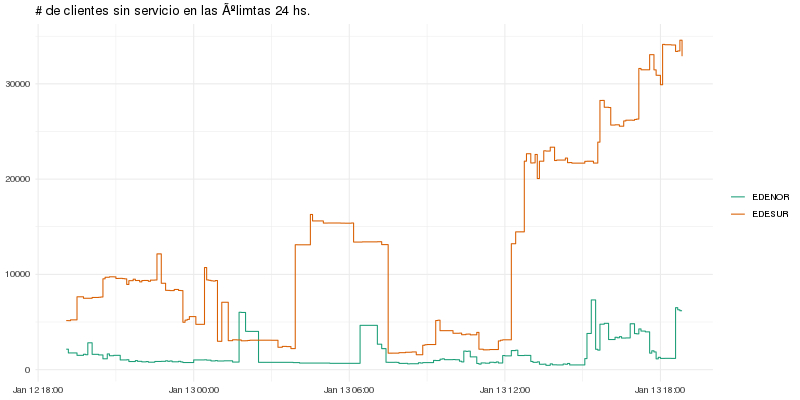 # de clientes sin servicio en las Ãºlimtas 24 hs.
30000
20000
10000
0
Jan 12 18:00
Jan 13 00:00
Jan 13 06:00
Jan 13 12:00
Jan 13 18:00
EDENOR
EDESUR